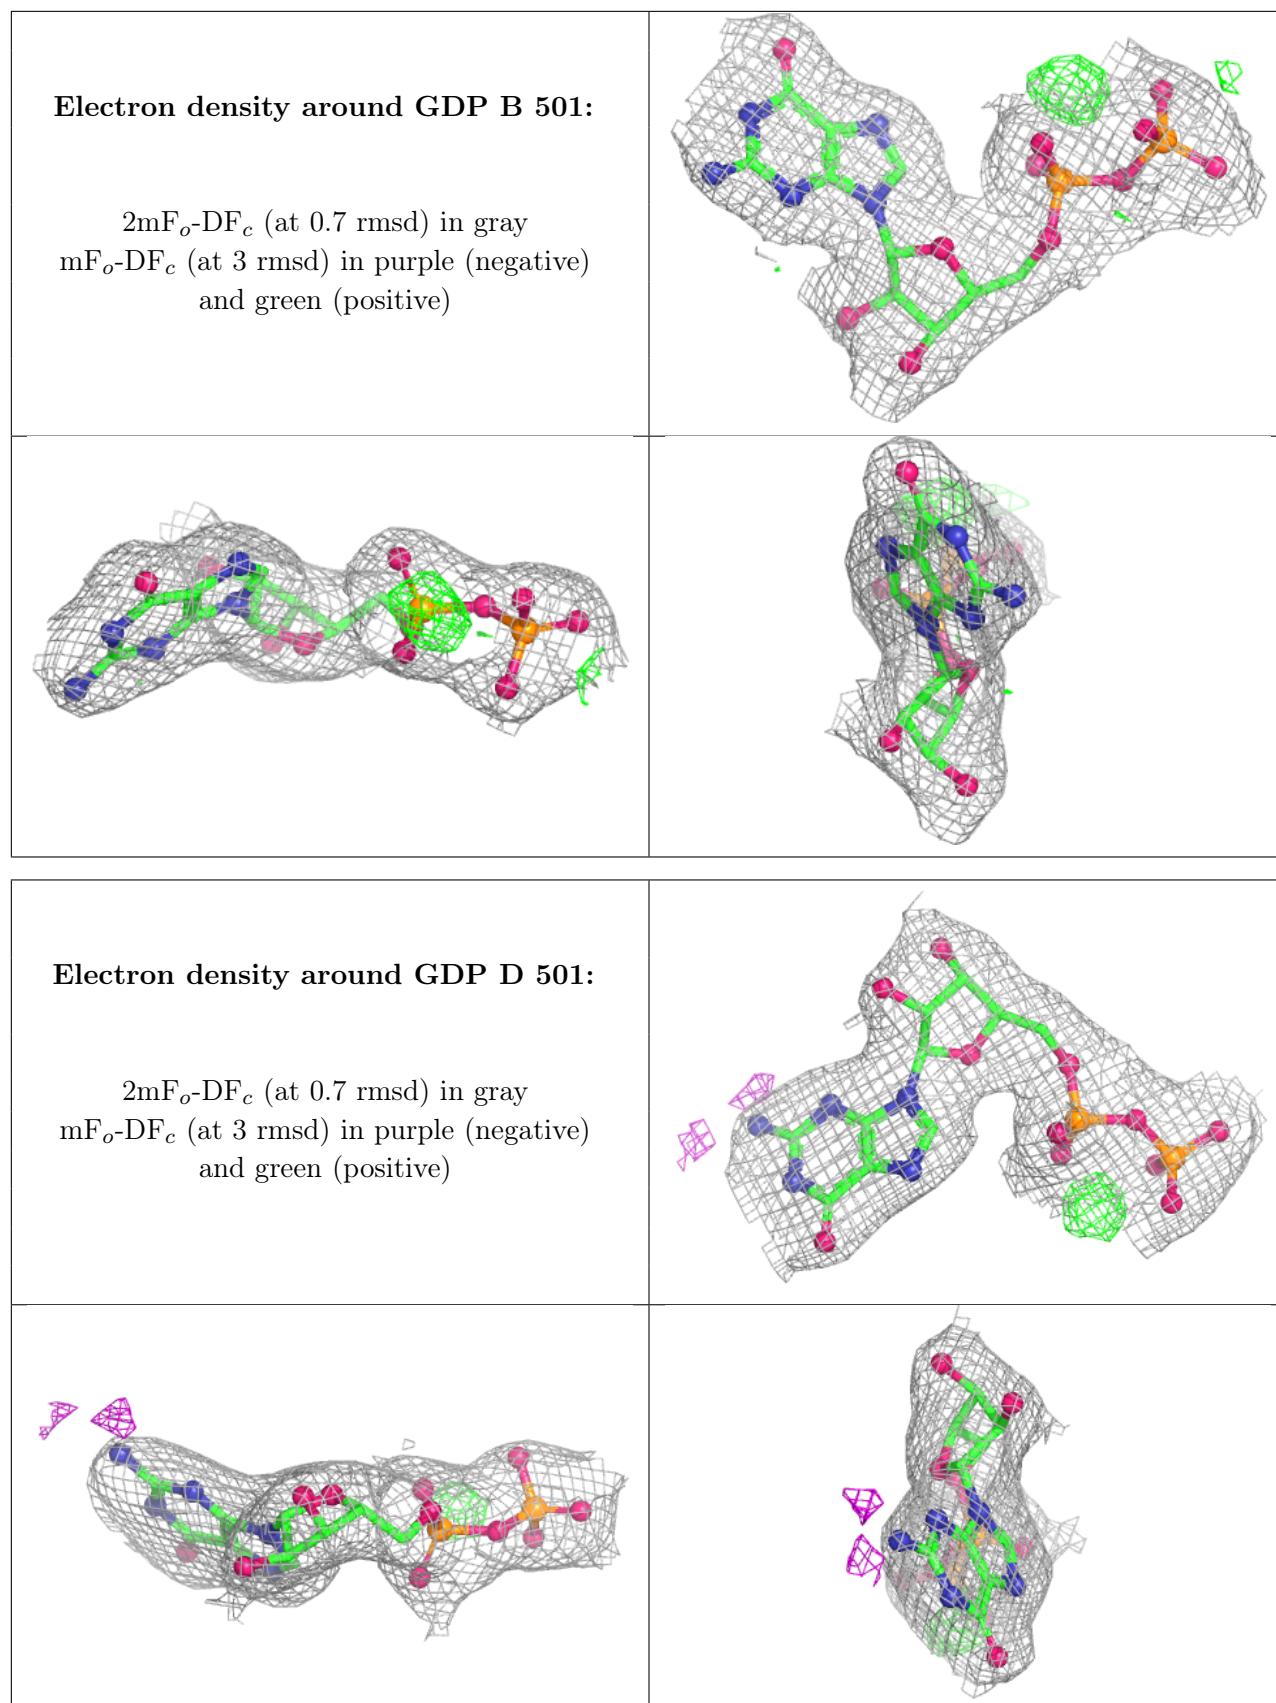 Electron density around GDP B 501:
2mFo-DFc (at 0.7 rmsd) in gray
mFo-DFc (at 3 rmsd) in purple (negative)
and green (positive)
Electron density around GDP D 501:
2mFo-DFc (at 0.7 rmsd) in gray
mFo-DFc (at 3 rmsd) in purple (negative)
and green (positive)